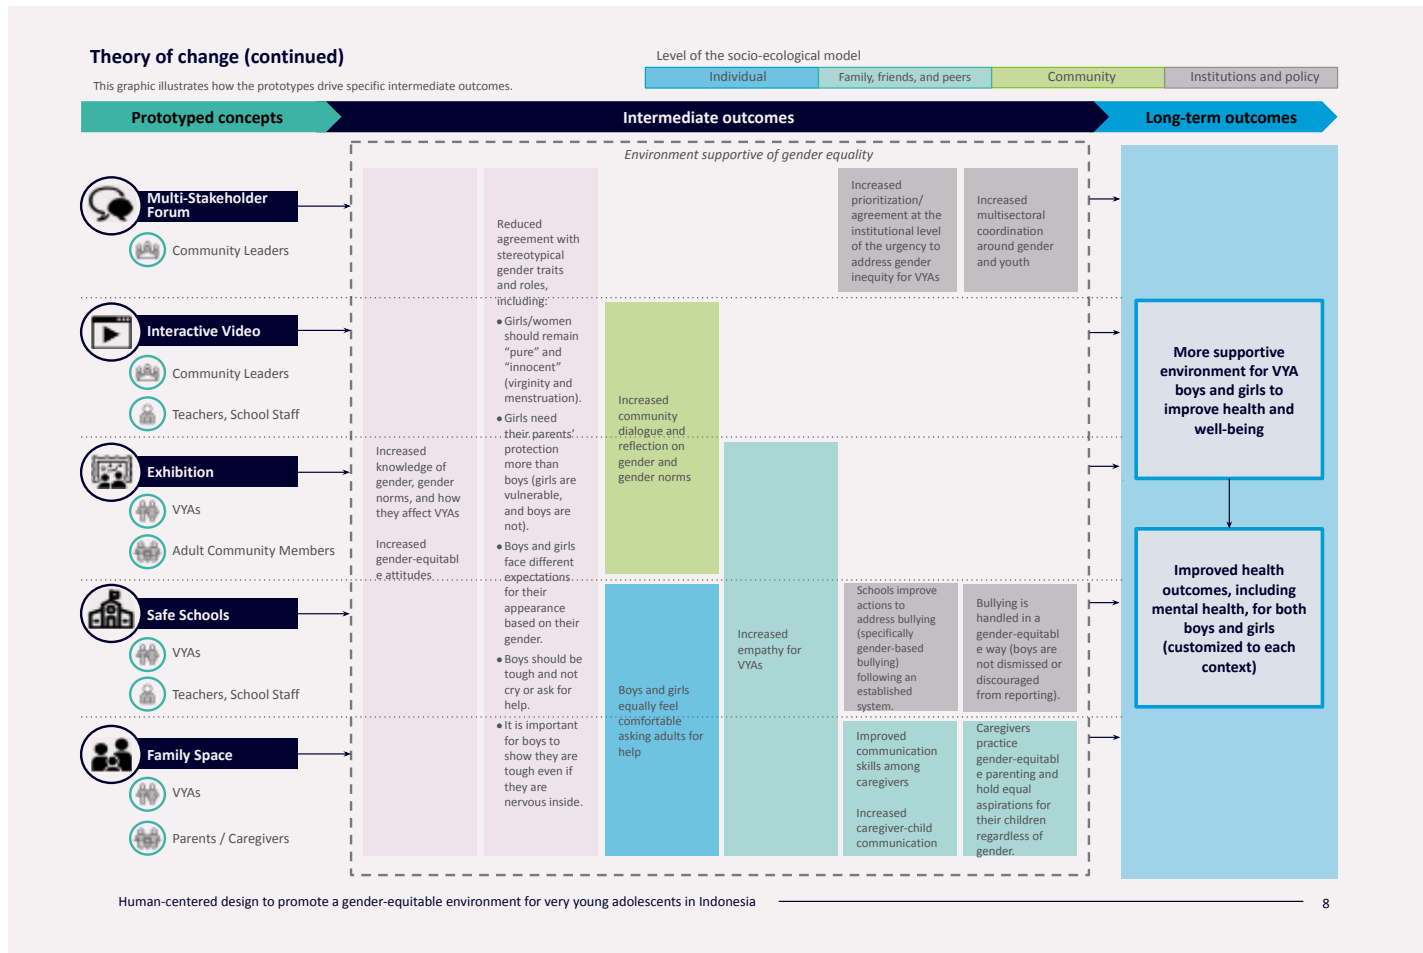 Theory of change (continued)
This graphic illustrates how the prototypes drive specific intermediate outcomes.
Level of the socio-ecological model
Individual
Family, friends, and peers
Community
Institutions and policy
Prototyped concepts
Intermediate outcomes
Long-term outcomes
Environment supportive of gender equality
Multi-Stakeholder
Forum
Community Leaders
Interactive Video
Community Leaders
Teachers, School Staff
Exhibition
VYAs
Adult Community Members
Safe Schools
VYAs
Teachers, School Staff
Family Space
VYAs
Parents / Caregivers
Increased
knowledge of
gender, gender
norms, and how
they affect VYAs
Increased
gender-equitabl
e attitudes
Reduced
agreement with
stereotypical
gender traits
and roles,
including:
• Girls/women
should remain
“pure” and
“innocent”
(virginity and
menstruation).
• Girls need
their parents’
protection
more than
boys (girls are
vulnerable,
and boys are
not).
• Boys and girls
face different
expectations
for their
appearance
based on their
gender.
• Boys should be
tough and not
cry or ask for
help.
• It is important
for boys to
show they are
tough even if
they are
nervous inside.
Increased
community
dialogue and
reflection on
gender and
gender norms
Boys and girls
equally feel
comfortable
asking adults for
help
Increased
empathy for
VYAs
Increased
prioritization/
agreement at the
institutional level
of the urgency to
address gender
inequity for VYAs
Increased
multisectoral
coordination
around gender
and youth
Schools improve
actions to
address bullying
(specifically
gender-based
bullying)
following an
established
system.
Bullying is
handled in a
gender-equitabl
e way (boys are
not dismissed or
discouraged
from reporting).
Improved
communication
skills among
caregivers
Increased
caregiver-child
communication
Caregivers
practice
gender-equitabl
e parenting and
hold equal
aspirations for
their children
regardless of
gender.
More supportive
environment for VYA
boys and girls to
improve health and
well-being
Improved health
outcomes, including
mental health, for both
boys and girls
(customized to each
context)
Human-centered design to promote a gender-equitable environment for very young adolescents in Indonesia
8